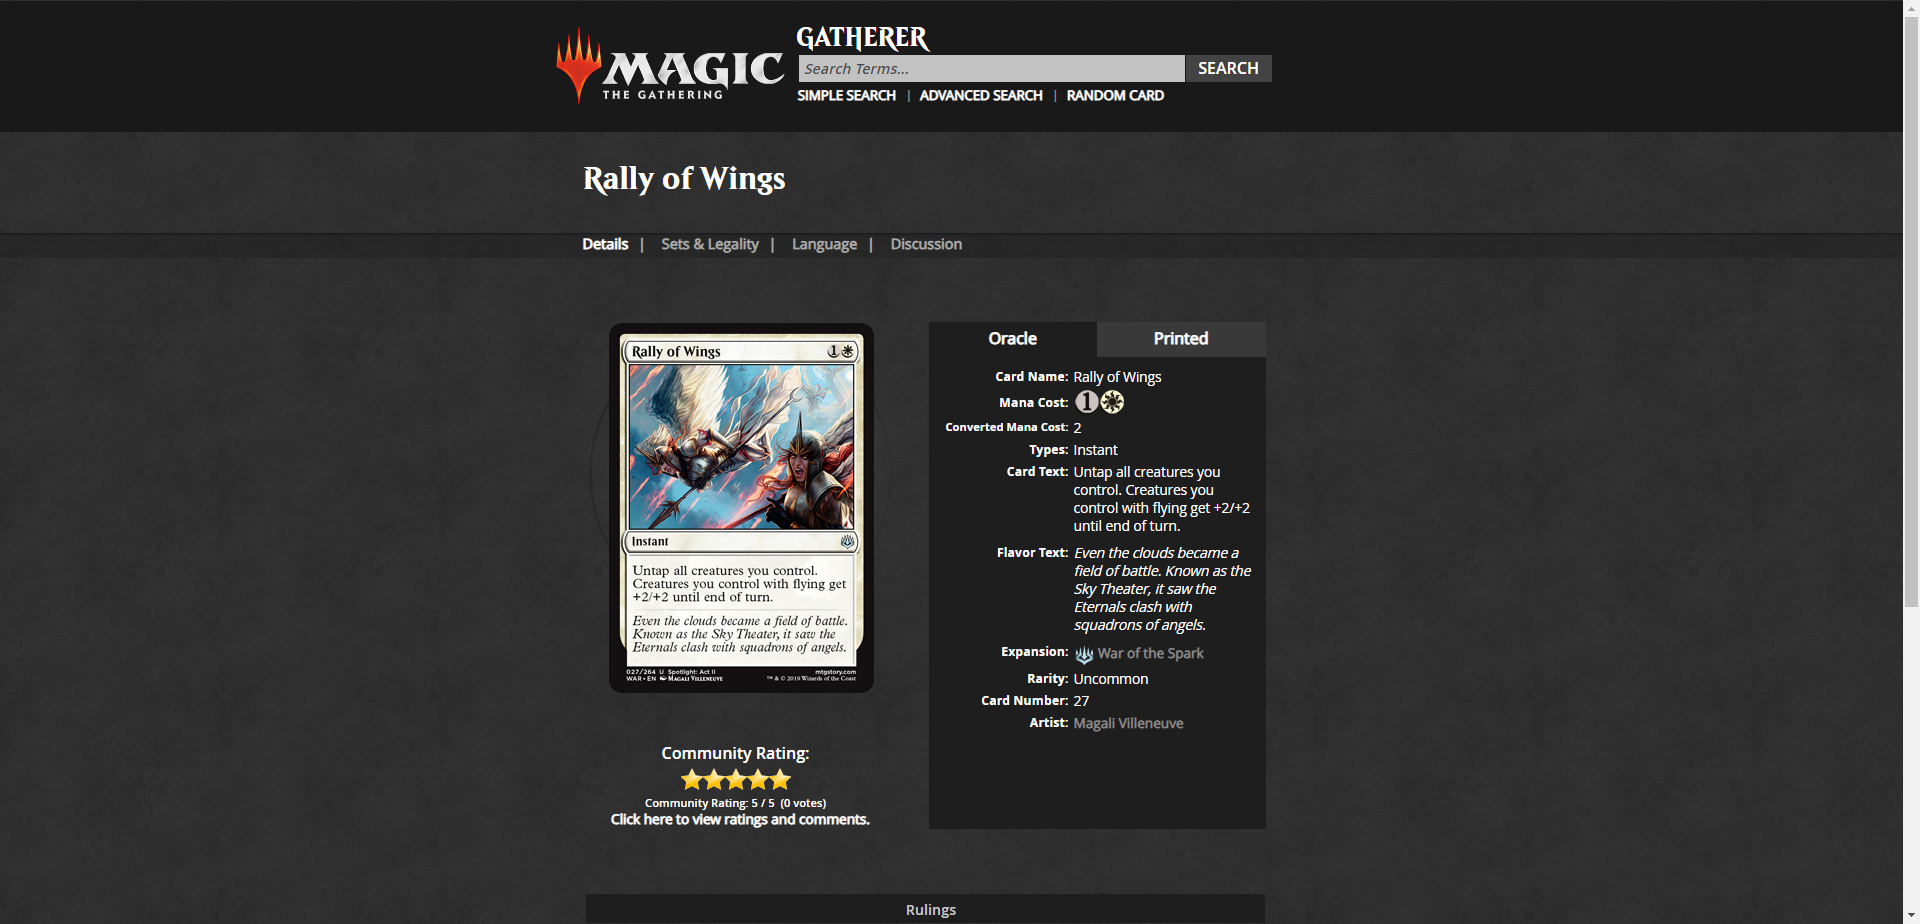 MAGIC
THE GATHERING
GATHERER
Search Terms...
SEARCH
SIMPLE SEARCH | ADVANCED SEARCH | RANDOM CARD
Rally of Wings
Details | Sets & Legality | Language | Discussion
Rally of Wings 1
Instant
Untap all creatures you control.
Creatures you control with flying get
+2/+2 until end of turn.
Even the clouds became a field of battle.
Known as the Sky Theater, it saw the
Eternals clash with squadrons of angels.
027/264 U Spotlight: Act II
WAR • EN Magali Villeneuve
mtgstory.com
™ & © 2019 Wizards of the Coast
Community Rating:
Community Rating: 5 / 5 (0 votes)
Click here to view ratings and comments.
Oracle
Printed
Card Name: Rally of Wings
Mana Cost: 1
Converted Mana Cost: 2
Types: Instant
Card Text: Untap all creatures you
control. Creatures you
control with flying get +2/+2
until end of turn.
Flavor Text: Even the clouds became a
field of battle. Known as the
Sky Theater, it saw the
Eternals clash with
squadrons of angels.
Expansion: War of the Spark
Rarity: Uncommon
Card Number: 27
Artist: Magali Villeneuve
Rulings